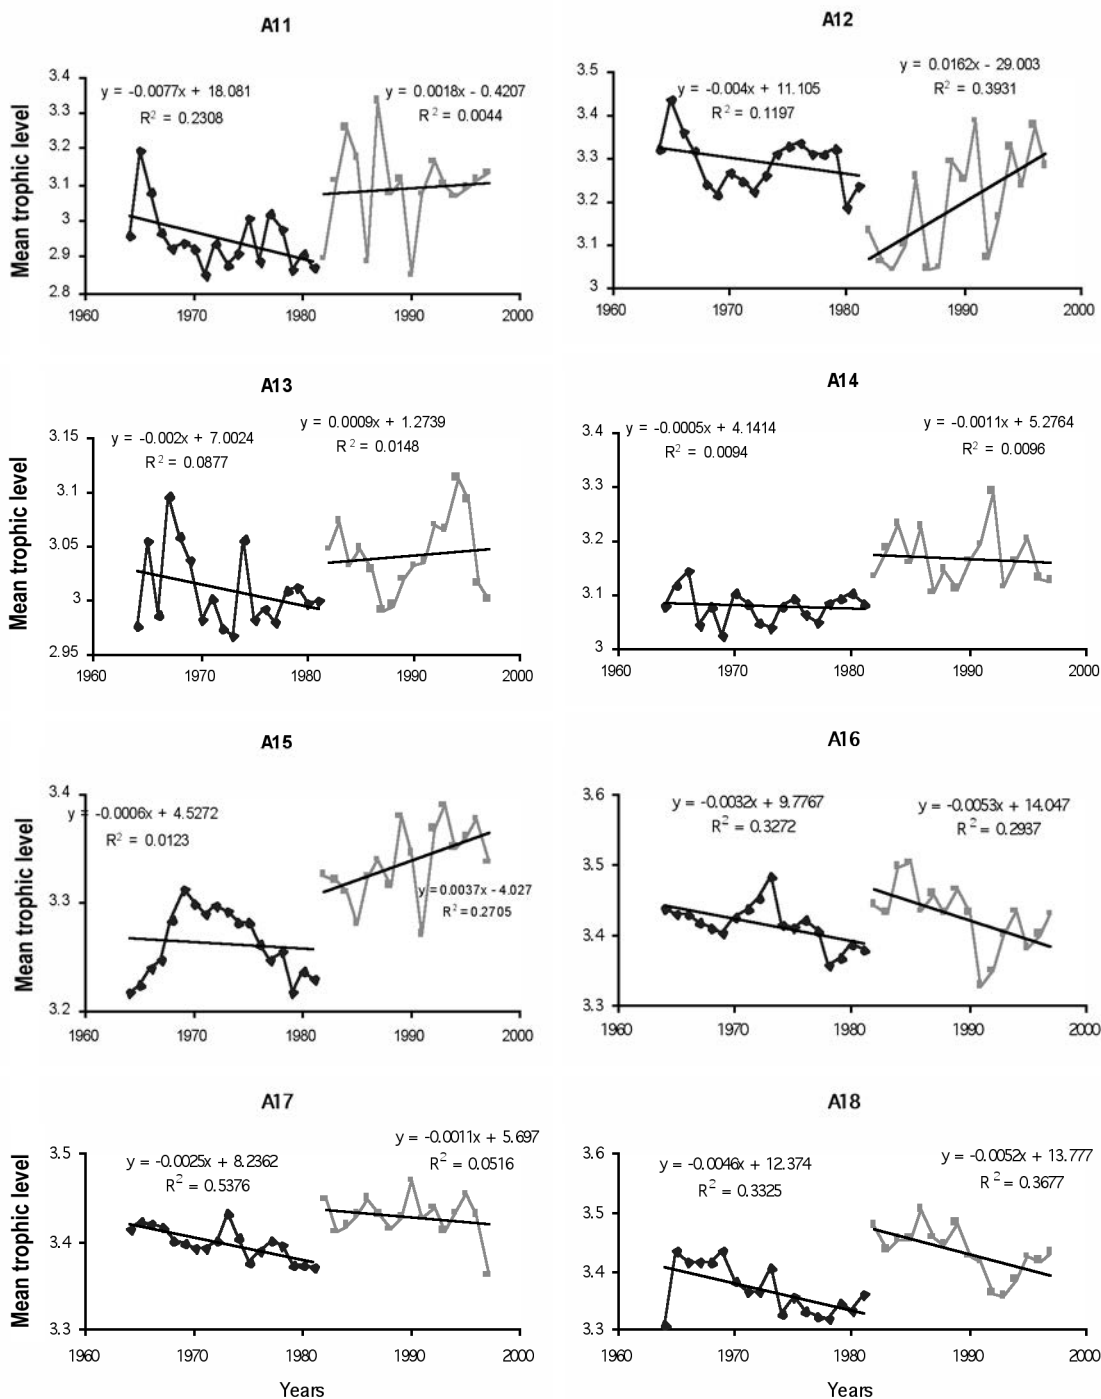 A11
Mean trophic level
3.4
3.3
3.2
3.1
3
2.9
2.8
y = -0.0077x + 18.081
R² = 0.2308
y = 0.0018x - 0.4207
R² = 0.0044
1960 1970 1980 1990 2000
A12
3.5
3.4
3.3
3.2
3.1
3
y = -0.004x + 11.105
R² = 0.1197
y = 0.0162x - 29.003
R² = 0.3931
1960 1970 1980 1990 2000
A13
Mean trophic level
3.15
3.1
3.05
3
2.95
y = -0.002x + 7.0024
R² = 0.0877
y = 0.0009x + 1.2739
R² = 0.0148
1960 1970 1980 1990 2000
A14
3.4
3.3
3.2
3.1
3
y = -0.0005x + 4.1414
R² = 0.0094
y = -0.0011x + 5.2764
R² = 0.0096
1960 1970 1980 1990 2000
A15
Mean trophic level
3.4
3.3
3.2
y = -0.0006x + 4.5272
R² = 0.0123
y = 0.0037x - 4.027
R² = 0.2705
1960 1970 1980 1990 2000
A16
3.6
3.5
3.4
3.3
y = -0.0032x + 9.7767
R² = 0.3272
y = -0.0053x + 14.047
R² = 0.2937
1960 1970 1980 1990 2000
A17
Mean trophic level
3.5
3.4
3.3
y = -0.0025x + 8.2362
R² = 0.5376
y = -0.0011x + 5.697
R² = 0.0516
1960 1970 1980 1990 2000
Years
A18
3.6
3.5
3.4
3.3
y = -0.0046x + 12.374
R² = 0.3325
y = -0.0052x + 13.777
R² = 0.3677
1960 1970 1980 1990 2000
Years